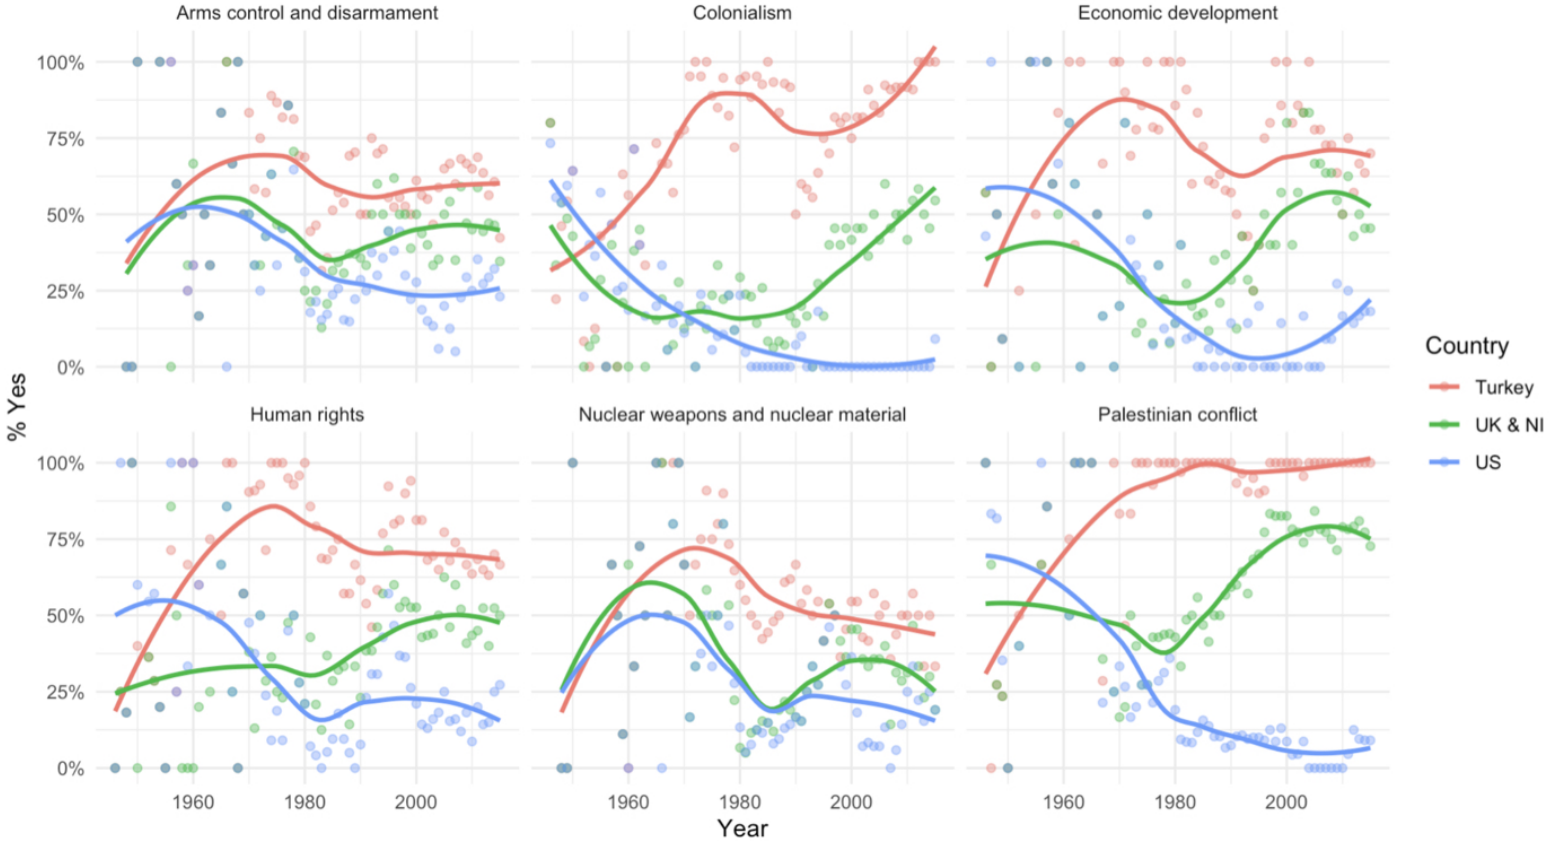 Arms control and disarmament
Colonialism
Economic development
100%
75%
50%
25%
0%
Human rights
Nuclear weapons and nuclear material
Palestinian conflict
100%
75%
50%
25%
0%
1960 1980 2000
1960 1980 2000
1960 1980 2000
Year
% Yes
Country
Turkey
UK & NI
US